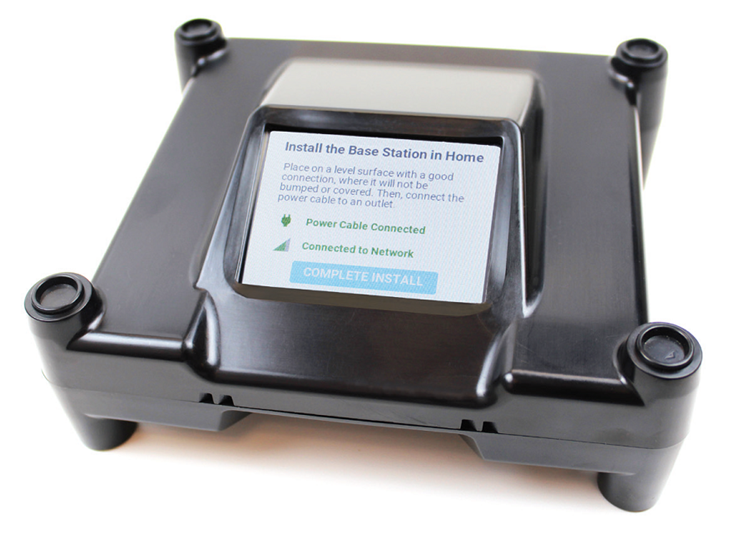 Install the Base Station in Home
Place on a level surface with a good
connection, where it will not be
bumped or covered. Then, connect the
power cable to an outlet.
Power Cable Connected
Connected to Network
COMPLETE INSTALL